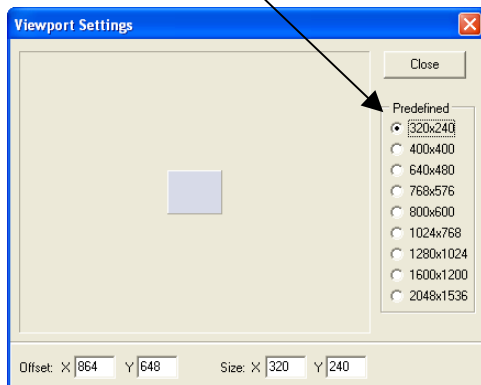 Viewport Settings
Close
Predefined
320x240
400x400
640x480
768x576
800x600
1024x768
1280x1024
1600x1200
2048x1536
Offset: X 864 Y 648 Size: X 320 Y 240